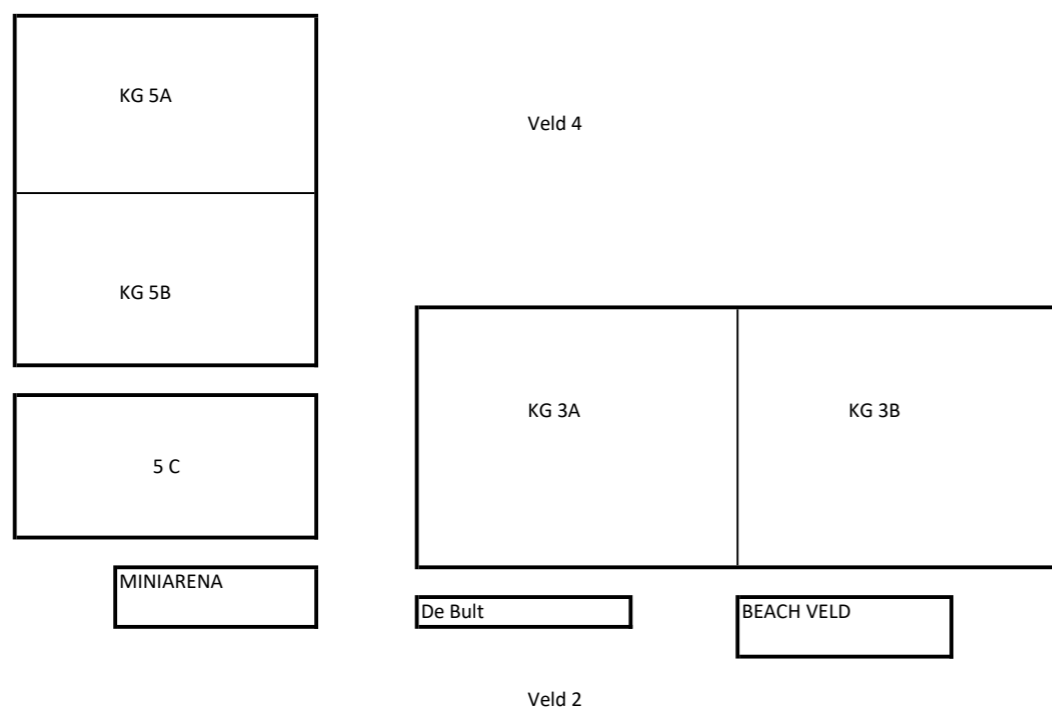 KG 5A
Veld 4
KG 5B
KG 3A
KG 3B
5 C
MINIARENA
De Bult
BEACH VELD
Veld 2